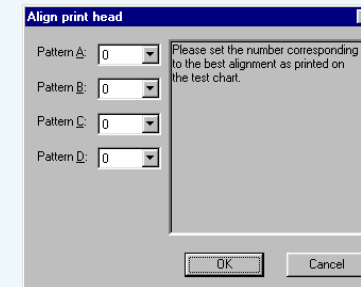 Align print head
Pattern A: 0
Please set the number corresponding
to the best alignment as printed on
the test chart.
Pattern B: 0
Pattern C: 0
Pattern D: 0
OK
Cancel